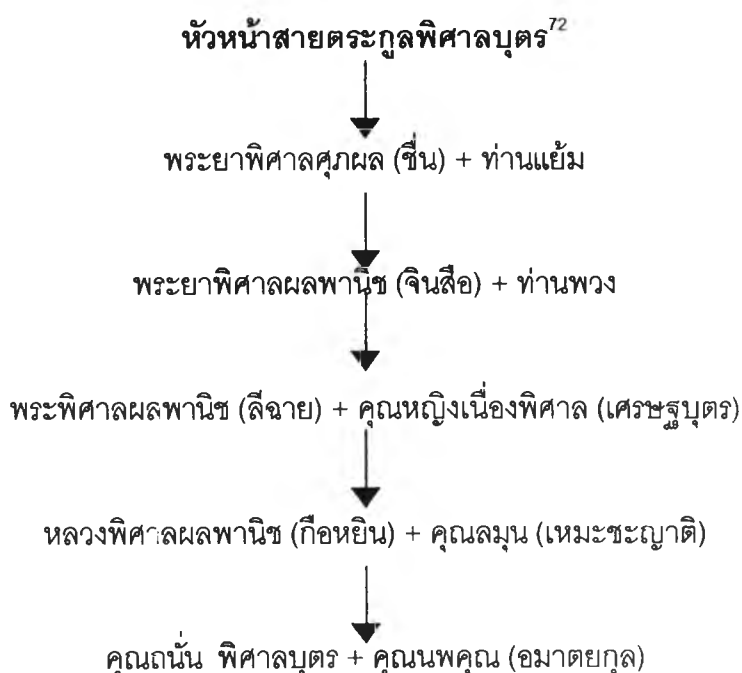 หัวหน้าสายตระกูลพิศาลบุตร72
พระยาพิศาลศุภผล (ชื่น) + ท่านแย้ม
พระยาพิศาลผลพานิช (จินสือ) + ท่านพวง
พระพิศาลผลพานิช (ลีฉาย) + คุณหญิงเนื่องพิศาล (เศรษฐบุตร)
หลวงพิศาลผลพานิช (กือหยิน) + คุณลมุน (เหมะชะญาติ)
คุณถนั่น พิศาลบุตร + คุณนพคุณ (อมาตยกุล)